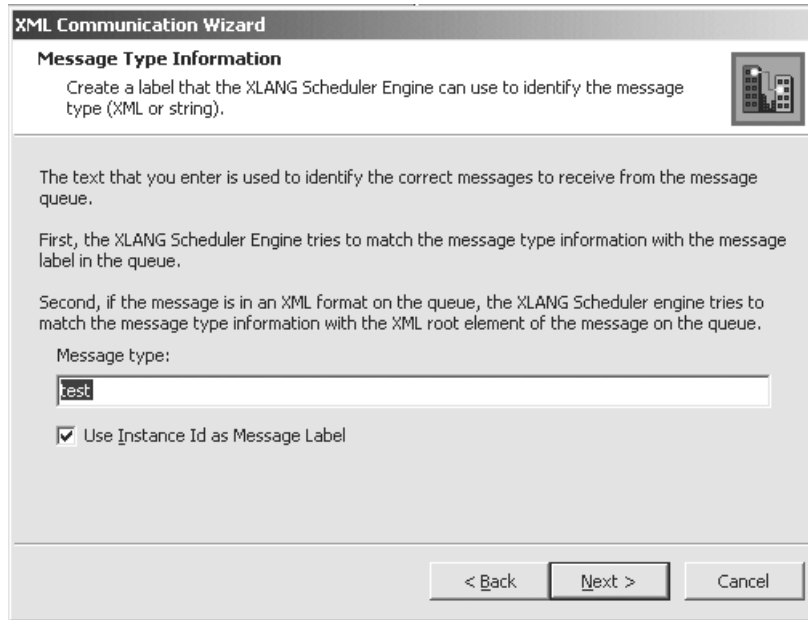 XML Communication Wizard
Message Type Information
Create a label that the XLANG Scheduler Engine can use to identify the message
type (XML or string).
The text that you enter is used to identify the correct messages to receive from the message
queue.
First, the XLANG Scheduler Engine tries to match the message type information with the message
label in the queue.
Second, if the message is in an XML format on the queue, the XLANG Scheduler engine tries to
match the message type information with the XML root element of the message on the queue.
Message type:
test
Use Instance Id as Message Label
< Back Next > Cancel